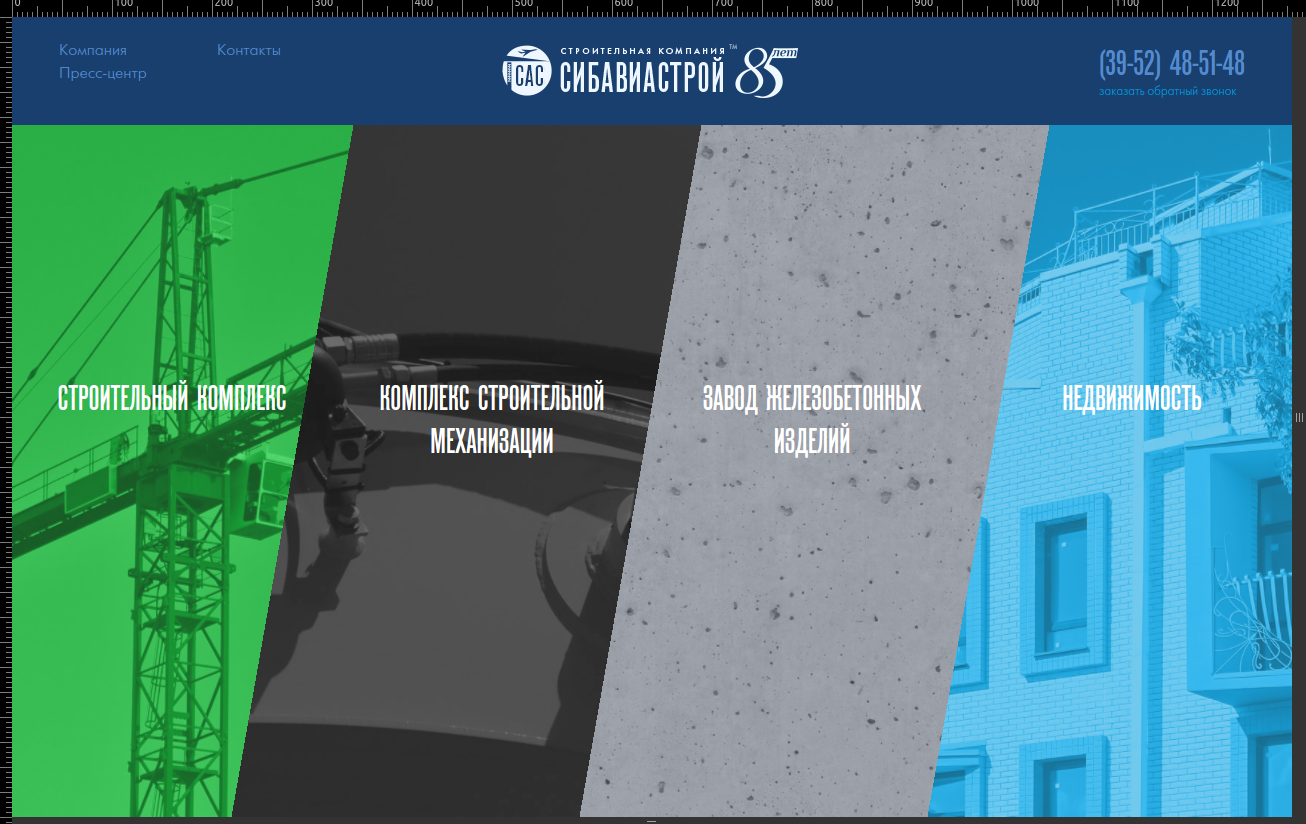 0 100 200 300 400 500 600 700 800 900 1000 1100 1200
Компания
Контакты
Пресс-центр
САС
СТРОИТЕЛЬНАЯ КОМПАНИЯ ™
СИБАВИАСТРОЙ
85 лет
(39-52) 48-51-48
заказать обратный звонок
СТРОИТЕЛЬНЫЙ КОМПЛЕКС
КОМПЛЕКС СТРОИТЕЛЬНОЙ
МЕХАНИЗАЦИИ
ЗАВОД ЖЕЛЕЗОБЕТОННЫХ
ИЗДЕЛИЙ
НЕДВИЖИМОСТЬ